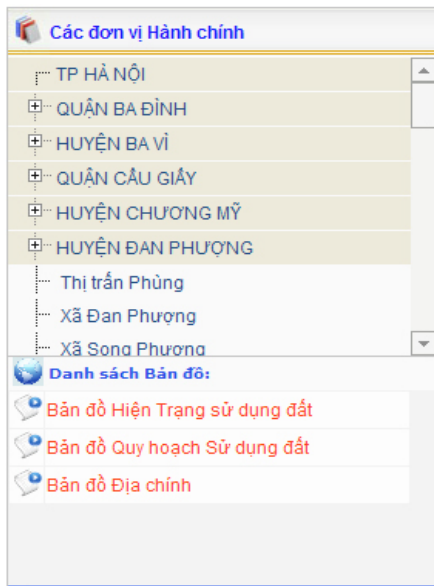 Các đơn vị Hành chính
TP HÀ NỘI
QUẬN BA ĐÌNH
HUYỆN BA VÌ
QUẬN CẦU GIẤY
HUYỆN CHƯƠNG MỸ
HUYỆN ĐAN PHƯỢNG
Thị trấn Phùng
Xã Đan Phượng
Xã Song Phượng
Danh sách Bản đồ:
Bản đồ Hiện Trạng sử dụng đất
Bản đồ Quy hoạch Sử dụng đất
Bản đồ Địa chính